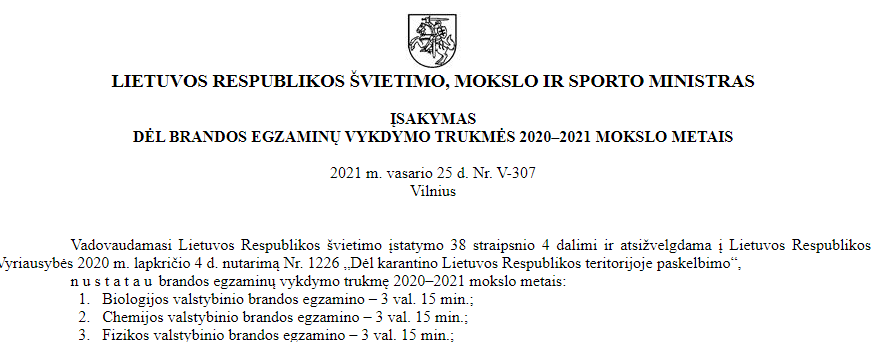 LIETUVOS RESPUBLIKOS ŠVIETIMO, MOKSLO IR SPORTO MINISTRAS
ĮSAKYMAS
DĖL BRANDOS EGZAMINŲ VYKDYMO TRUKMĖS 2020–2021 MOKSLO METAIS
2021 m. vasario 25 d. Nr. V-307
Vilnius
Vadovaudamasi Lietuvos Respublikos švietimo įstatymo 38 straipsnio 4 dalimi ir atsižvelgdama į Lietuvos Respublikos
Vyriausybės 2020 m. lapkričio 4 d. nutarimą Nr. 1226 „Dėl karantino Lietuvos Respublikos teritorijoje paskelbimo“,
n u s t a t a u brandos egzaminų vykdymo trukmę 2020–2021 mokslo metais:
1. Biologijos valstybinio brandos egzamino – 3 val. 15 min.;
2. Chemijos valstybinio brandos egzamino – 3 val. 15 min.;
3. Fizikos valstybinio brandos egzamino – 3 val. 15 min.;